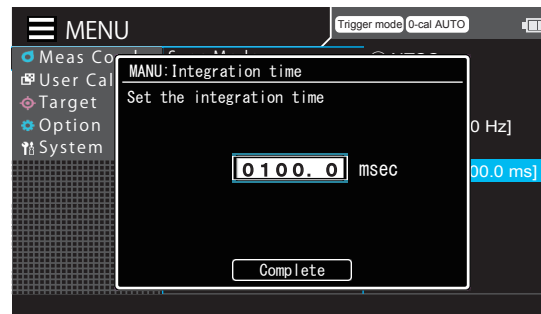 MENU
Trigger mode 0-cal AUTO
Meas Co
User Cal
Target
Option
System
MANU:Integration time
Set the integration time
0100.0 msec
Complete
0 Hz]
00.0 ms]